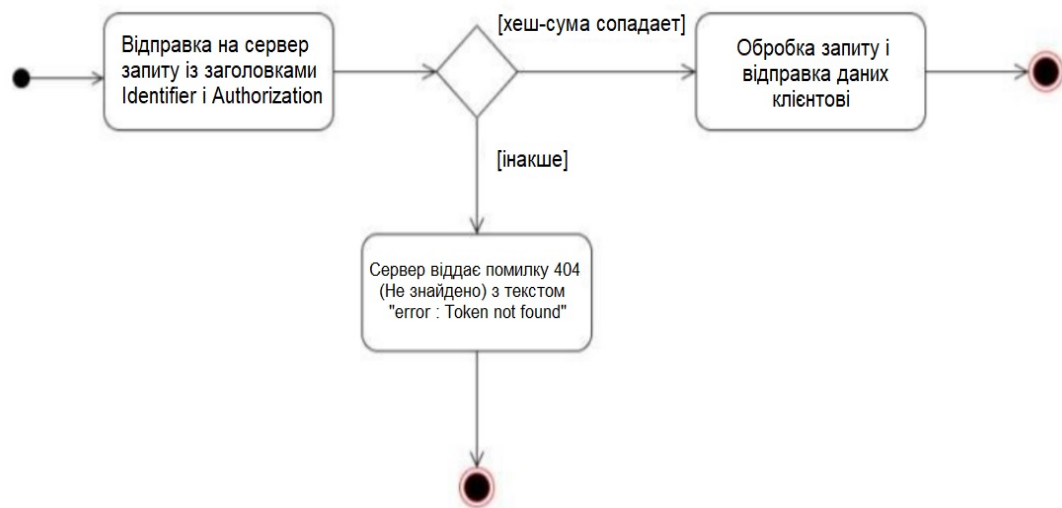 Відправка на сервер
запиту із заголовками
Identifier i Authorization
[хеш-сума сопадает]
Обробка запиту і
відправка даних
клієнтові
[інакше]
Сервер віддає помилку 404
(Не знайдено) з текстом
"error : Token not found"